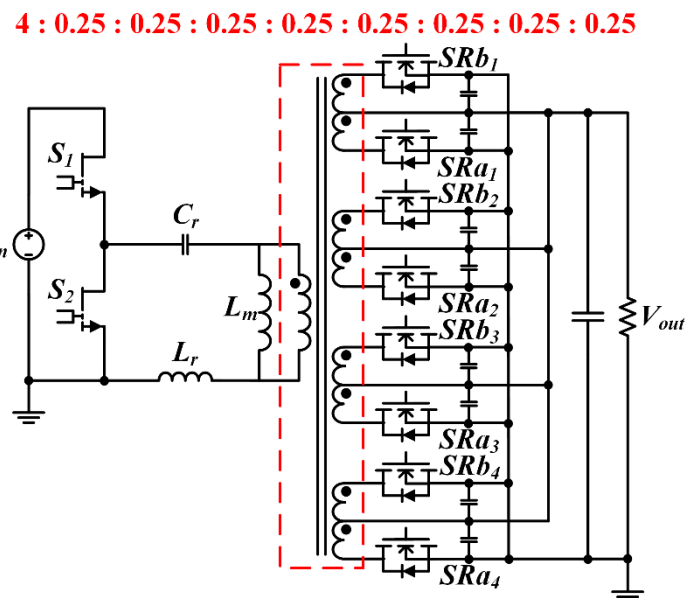 4 : 0.25 : 0.25 : 0.25 : 0.25 : 0.25 : 0.25 : 0.25 : 0.25
SRb1
S1
SRa1
SRb2
Cr
n
S2
Lm
SRa2
SRb3
Vout
Lr
SRa3
SRb4
SRa4